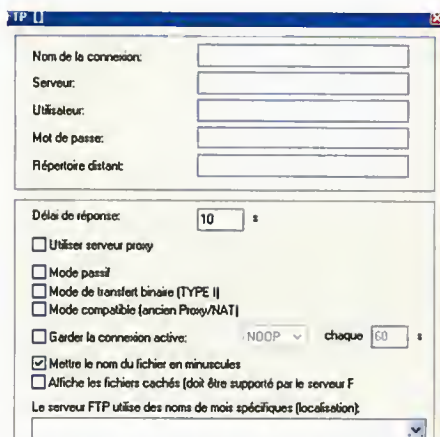 FTP []
Nom de la connexion:
Serveur:
Utilisateur:
Mot de passe:
Répertoire distant:
Délai de réponse: 10 s
Utiliser serveur proxy
Mode passif
Mode de transfert binaire (TYPE I)
Mode compatible (ancien Proxy/NAT)
Garder la connexion active: NOOP chaque 60 s
Mettre le nom du fichier en minuscules
Affiche les fichiers cachés (doit être supporté par le serveur F
Le serveur FTP utilise des noms de mois spécifiques (localisation):